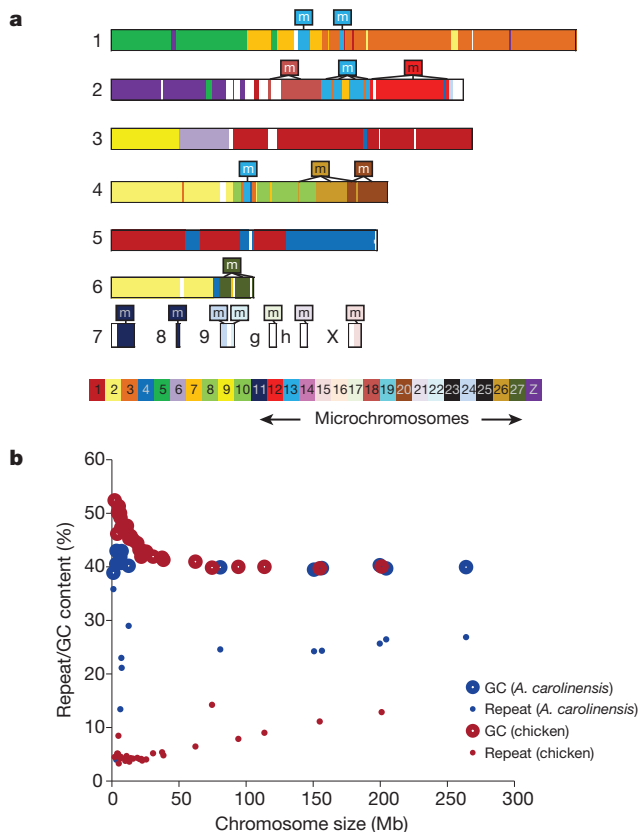 a
m m
1
m m m
2
3
m m m
4
5
m
6
m m m m m m m
7 8 9 g h X
1 2 3 4 5 6 7 8 9 10 11 12 13 14 15 16 17 18 19 20 21 22 23 24 25 26 27 Z
Microchromosomes
b
Repeat/GC content (%)
60
50
40
30
20
10
0
GC (A. carolinensis)
Repeat (A. carolinensis)
GC (chicken)
Repeat (chicken)
0 50 100 150 200 250 300
Chromosome size (Mb)